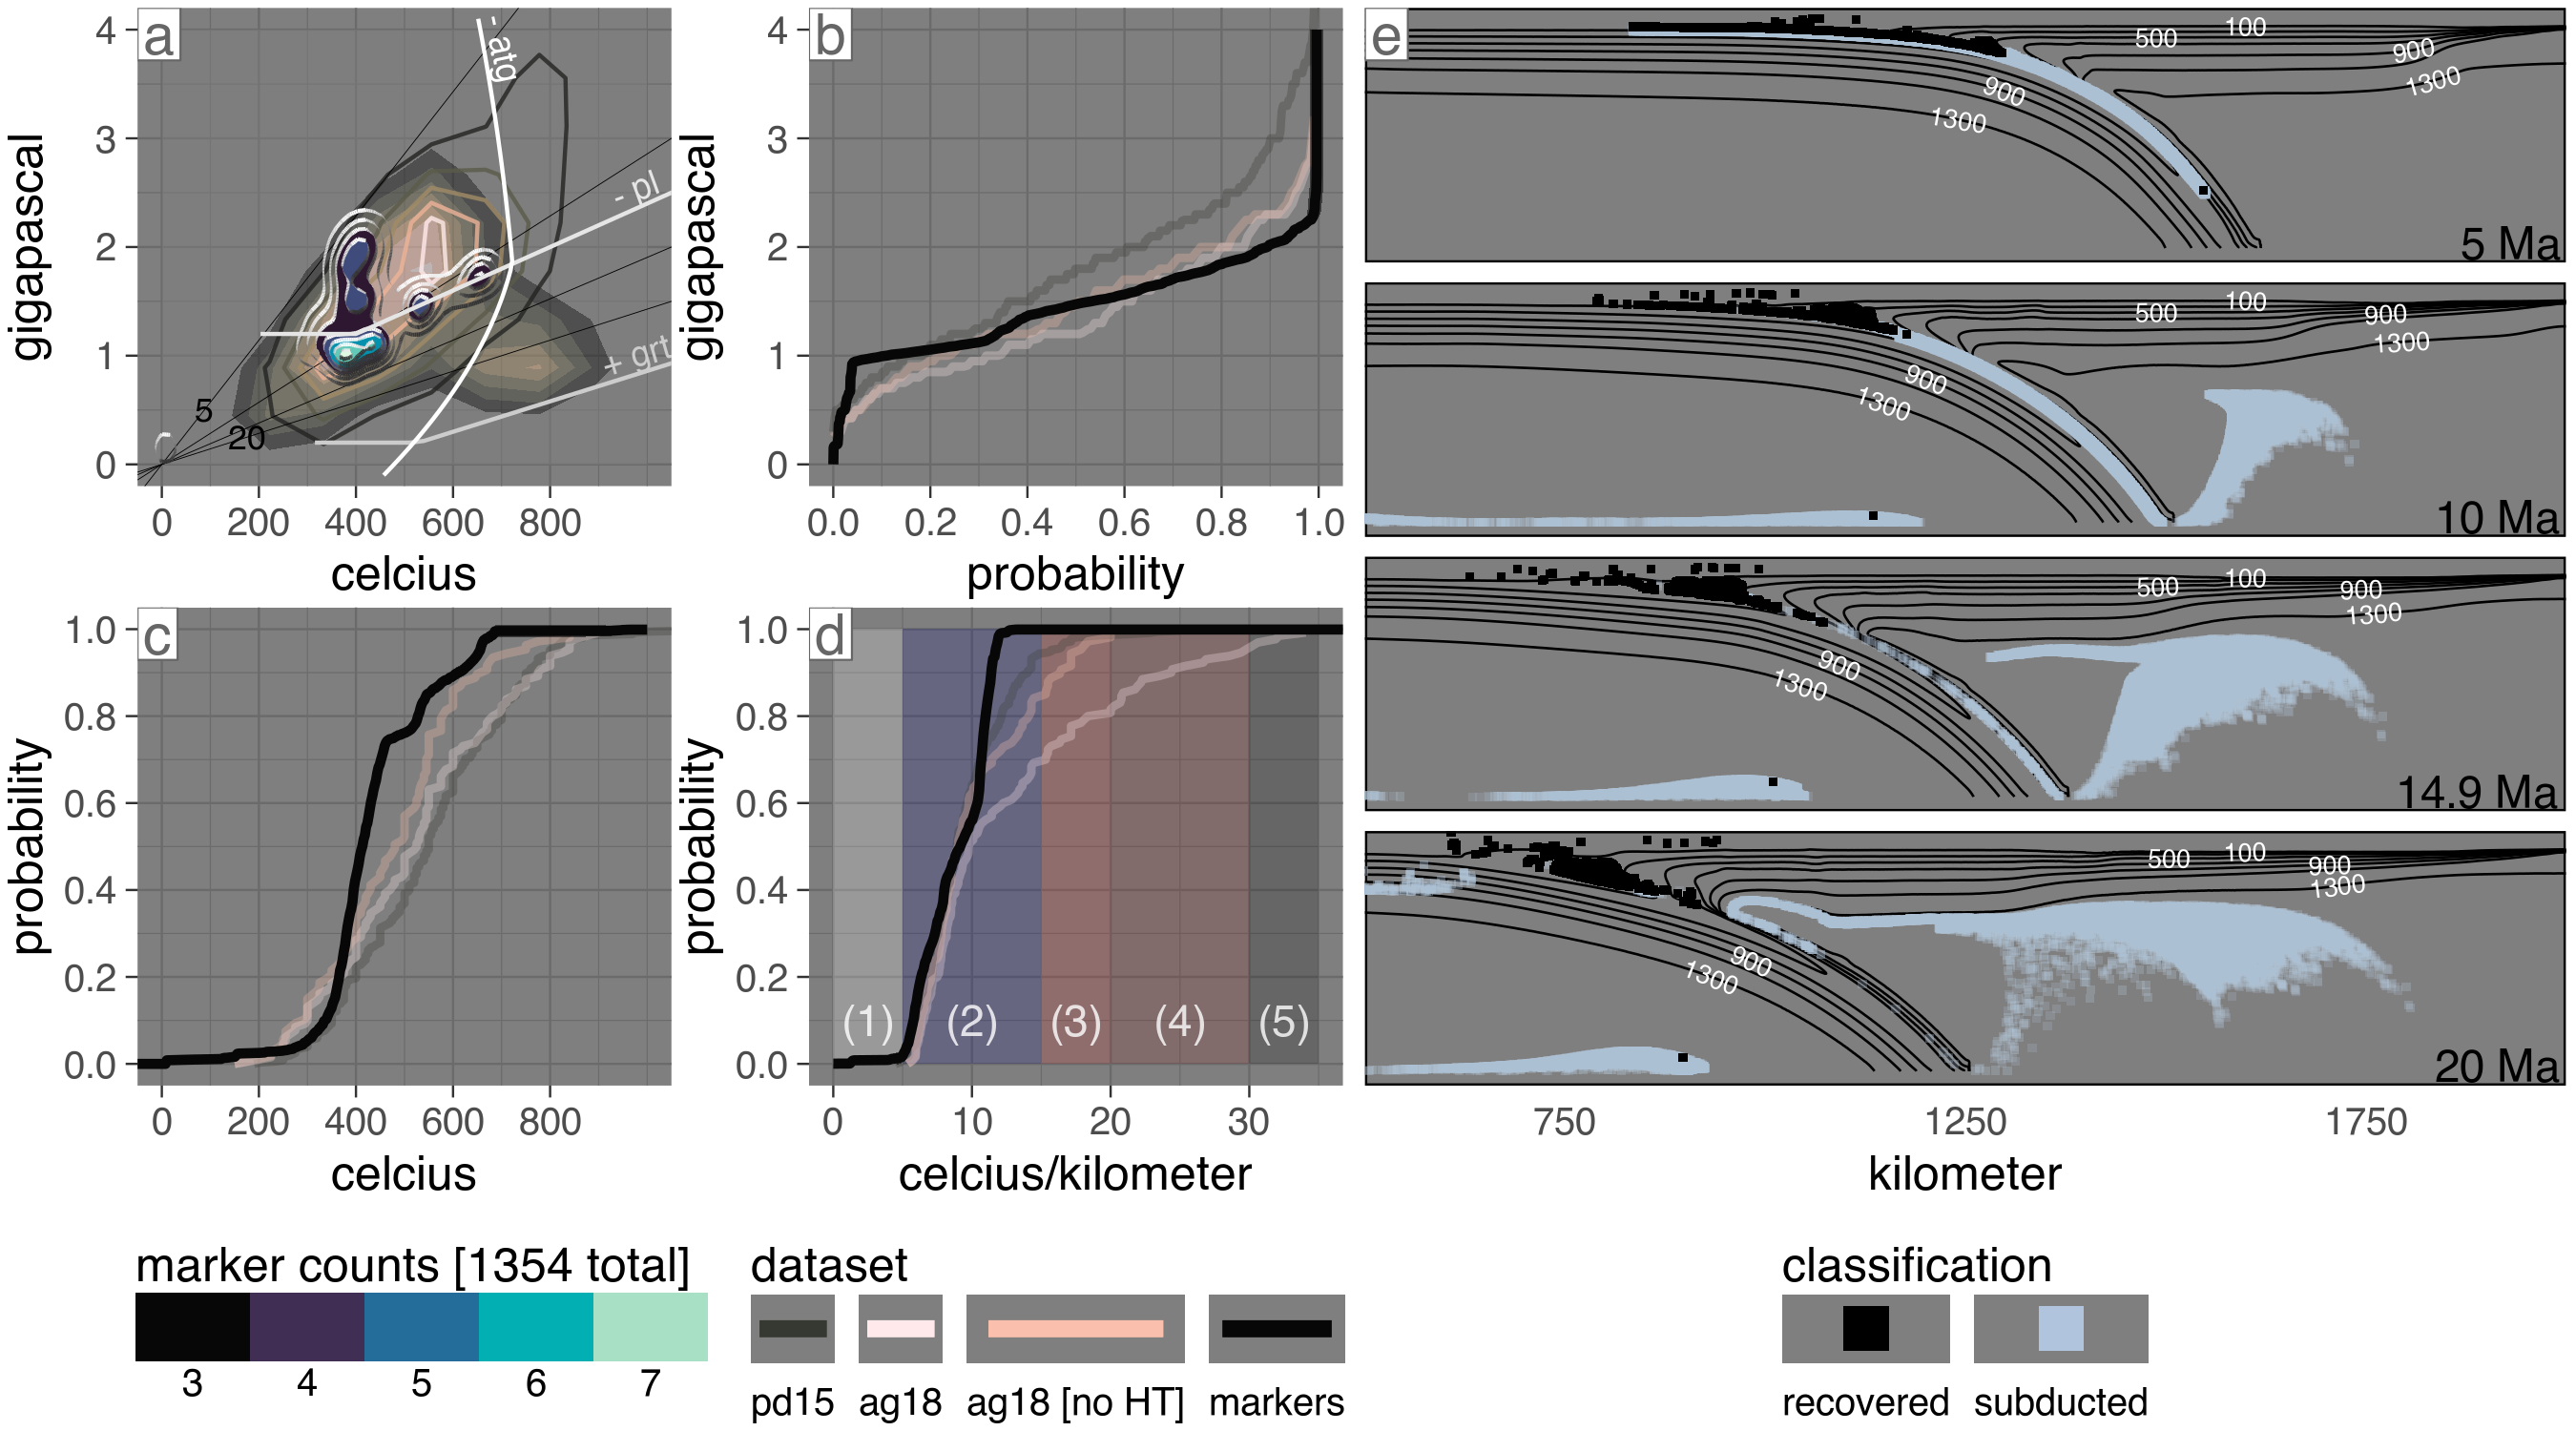 a
4
3
2
1
0
gigapascal
- atg
- pl
+ grt
5
20
0
200
400
600
800
celcius
b
4
3
2
1
0
gigapascal
0.0
0.2
0.4
0.6
0.8
1.0
probability
c
1.0
0.8
0.6
0.4
0.2
0.0
probability
0
200
400
600
800
celcius
d
1.0
0.8
0.6
0.4
0.2
0.0
probability
(1)
(2)
(3)
(4)
(5)
0
10
20
30
celcius/kilometer
e
100
500
900
1300
900
1300
5 Ma
100
500
900
1300
900
1300
10 Ma
100
500
900
1300
900
1300
14.9 Ma
100
500
900
1300
900
1300
20 Ma
750
1250
1750
kilometer
marker counts [1354 total]
3
4
5
6
7
dataset
pd15
ag18
ag18 [no HT]
markers
classification
recovered
subducted